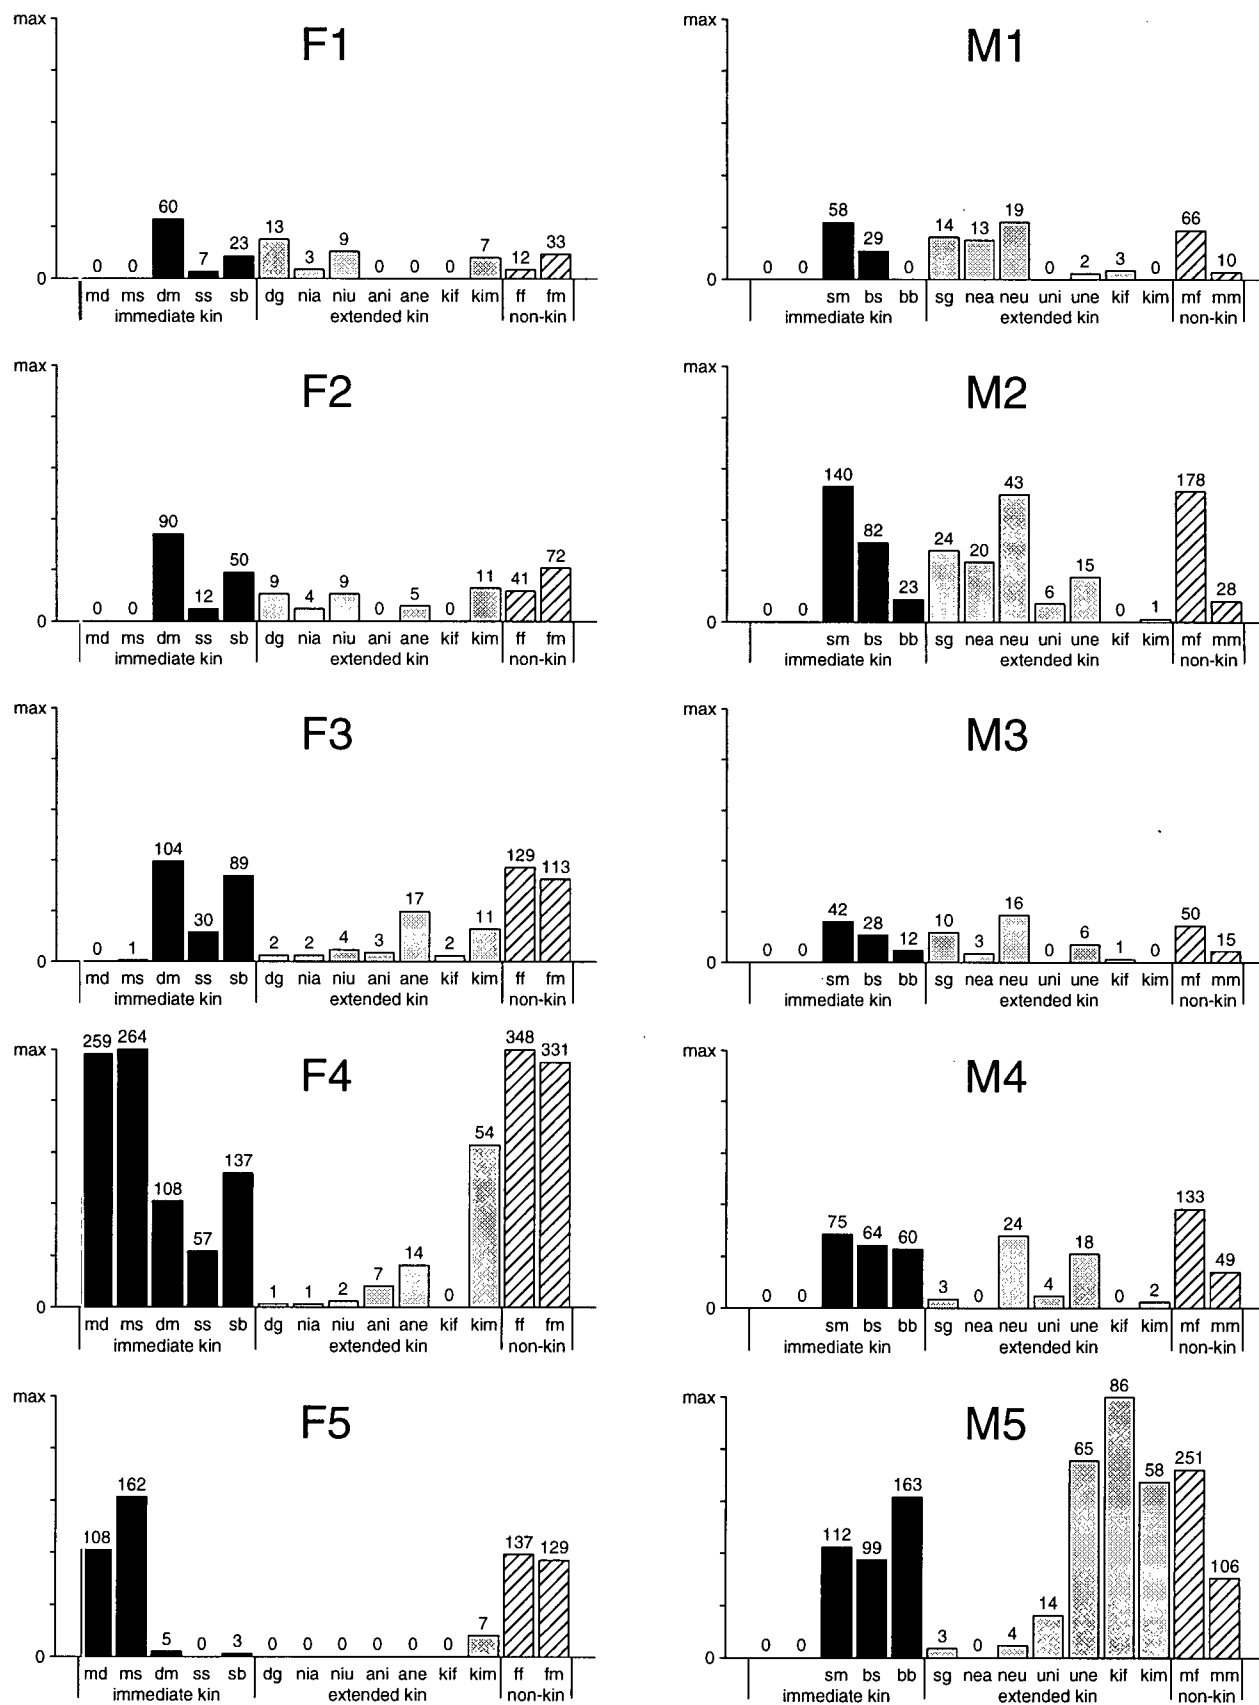 max F1
60 13 7 23 3 9 0 0 0 7 12 33
0 0
0
md ms dm ss sb dg nia niu ani ane kif kim ff fm
immediate kin extended kin non-kin
max M1
58 29 0 14 13 19 0 2 3 0 66 10
0 0
0
sm bs bb sg nea neu uni une kif kim mf mm
immediate kin extended kin non-kin
max F2
90 12 50 9 4 9 0 5 0 11 41 72
0 0
0
md ms dm ss sb dg nia niu ani ane kif kim ff fm
immediate kin extended kin non-kin
max M2
140 82 23 24 20 43 6 15 0 1 178 28
0 0
0
sm bs bb sg nea neu uni une kif kim mf mm
immediate kin extended kin non-kin
max F3
0 1 104 30 89 2 2 4 3 17 2 11 129 113
0
md ms dm ss sb dg nia niu ani ane kif kim ff fm
immediate kin extended kin non-kin
max M3
0 0 42 28 12 10 3 16 0 6 1 0 50 15
0
sm bs bb sg nea neu uni une kif kim mf mm
immediate kin extended kin non-kin
max F4
259 264 108 57 137 1 1 2 7 14 0 54 348 331
0
md ms dm ss sb dg nia niu ani ane kif kim ff fm
immediate kin extended kin non-kin
max M4
0 0 75 64 60 3 0 24 4 18 0 2 133 49
0
sm bs bb sg nea neu uni une kif kim mf mm
immediate kin extended kin non-kin
max F5
108 162 5 0 3 0 0 0 0 0 0 7 137 129
0
md ms dm ss sb dg nia niu ani ane kif kim ff fm
immediate kin extended kin non-kin
max M5
0 0 112 99 163 3 0 4 14 65 86 58 251 106
0
sm bs bb sg nea neu uni une kif kim mf mm
immediate kin extended kin non-kin